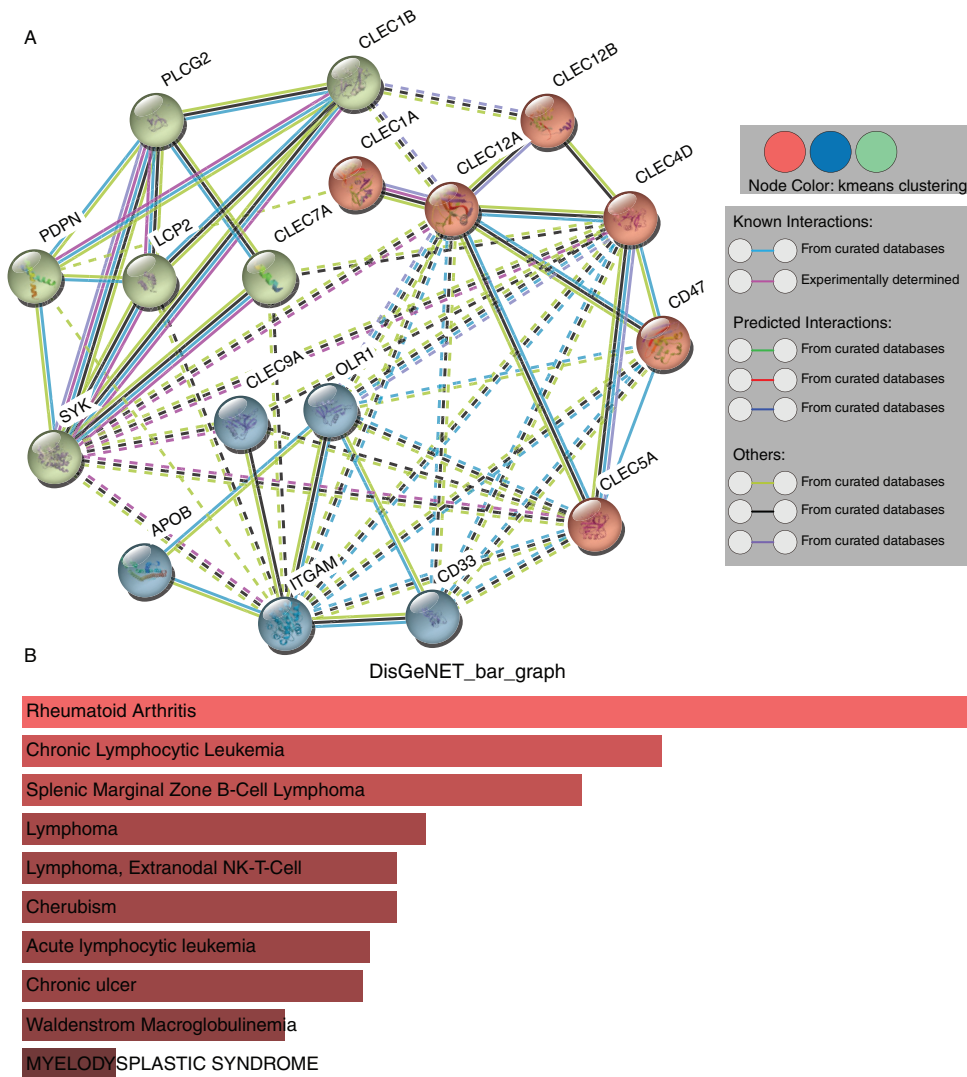 A
CLEC1B
PLCG2
CLEC12B
CLEC1A
CLEC12A
CLEC4D
PDPN
LCP2
CLEC7A
CD47
CLEC9A
OLR1
SYK
CLEC5A
APOB
ITGAM
CD33
Node Color: kmeans clustering
Known Interactions:
From curated databases
Experimentally determined
Predicted Interactions:
From curated databases
From curated databases
From curated databases
Others:
From curated databases
From curated databases
From curated databases
B
DisGeNET_bar_graph
Rheumatoid Arthritis
Chronic Lymphocytic Leukemia
Splenic Marginal Zone B-Cell Lymphoma
Lymphoma
Lymphoma, Extranodal NK-T-Cell
Cherubism
Acute lymphocytic leukemia
Chronic ulcer
Waldenstrom Macroglobulinemia
MYELODYSPLASTIC SYNDROME